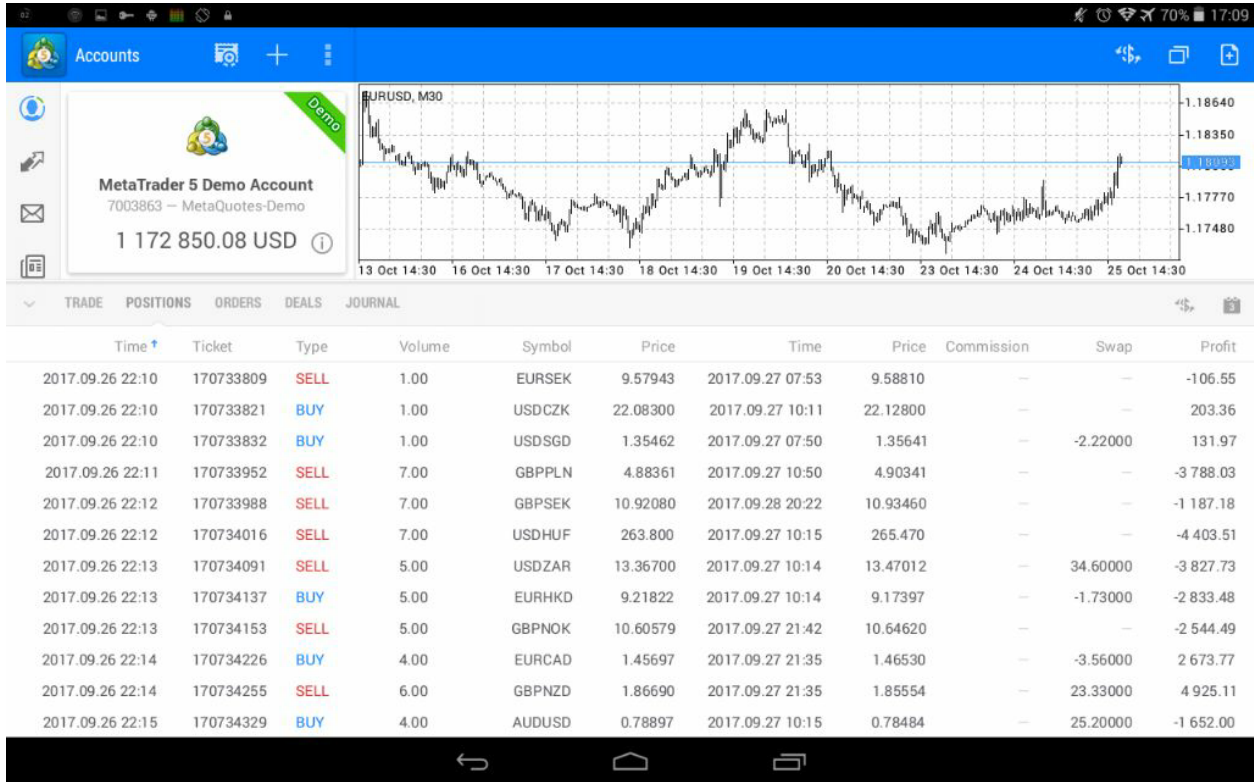 o2 70% 17:09
Accounts
EURUSD, M30
Demo
5
MetaTrader 5 Demo Account
7003863 — MetaQuotes-Demo
1 172 850.08 USD
1.18640
1.18350
1.18093
1.17770
1.17480
13 Oct 14:30 16 Oct 14:30 17 Oct 14:30 18 Oct 14:30 19 Oct 14:30 20 Oct 14:30 23 Oct 14:30 24 Oct 14:30 25 Oct 14:30
TRADE POSITIONS ORDERS DEALS JOURNAL
Time Ticket Type Volume Symbol Price Time Price Commission Swap Profit
2017.09.26 22:10 170733809 SELL 1.00 EURSEK 9.57943 2017.09.27 07:53 9.58810 — — -106.55
2017.09.26 22:10 170733821 BUY 1.00 USDCZK 22.08300 2017.09.27 10:11 22.12800 — — 203.36
2017.09.26 22:10 170733832 BUY 1.00 USDSGD 1.35462 2017.09.27 07:50 1.35641 — -2.22000 131.97
2017.09.26 22:11 170733952 SELL 7.00 GBPPLN 4.88361 2017.09.27 10:50 4.90341 — — -3 788.03
2017.09.26 22:12 170733988 SELL 7.00 GBPSEK 10.92080 2017.09.28 20:22 10.93460 — — -1 187.18
2017.09.26 22:12 170734016 SELL 7.00 USDHUF 263.800 2017.09.27 10:15 265.470 — — -4 403.51
2017.09.26 22:13 170734091 SELL 5.00 USDZAR 13.36700 2017.09.27 10:14 13.47012 — 34.60000 -3 827.73
2017.09.26 22:13 170734137 BUY 5.00 EURHKD 9.21822 2017.09.27 10:14 9.17397 — -1.73000 -2 833.48
2017.09.26 22:13 170734153 SELL 5.00 GBPNOK 10.60579 2017.09.27 21:42 10.64620 — — -2 544.49
2017.09.26 22:14 170734226 BUY 4.00 EURCAD 1.45697 2017.09.27 21:35 1.46530 — -3.56000 2 673.77
2017.09.26 22:14 170734255 SELL 6.00 GBPNZD 1.86690 2017.09.27 21:35 1.85554 — 23.33000 4 925.11
2017.09.26 22:15 170734329 BUY 4.00 AUDUSD 0.78897 2017.09.27 10:15 0.78484 — 25.20000 -1 652.00